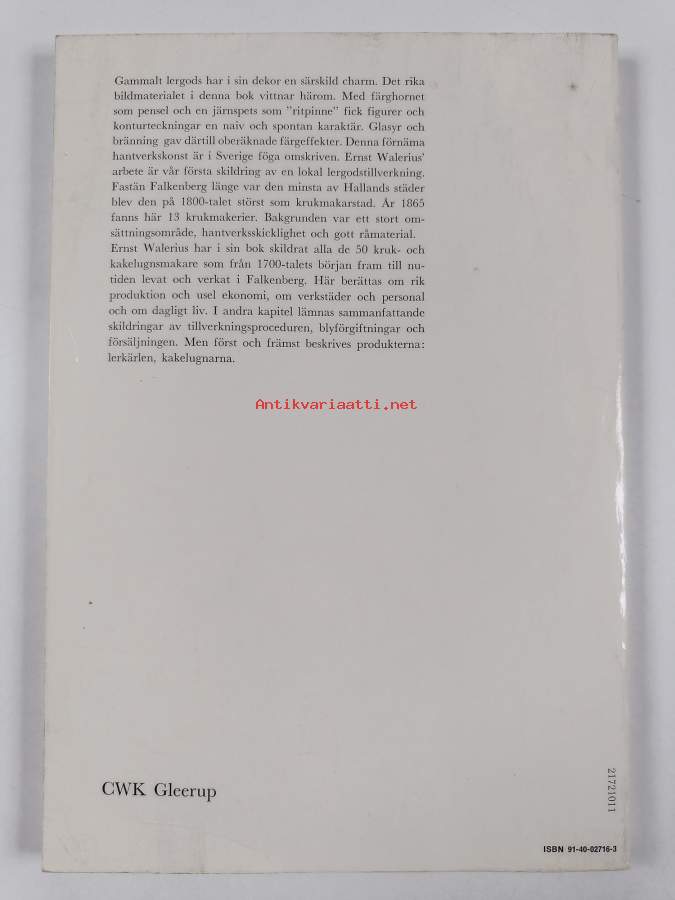 Gammalt lergods har i sin dekor en särskild charm. Det rika
bildmaterialet i denna bok vittnar härom. Med färghornet
som pensel och en järnspets som ”ritpinne” fick figurer och
konturteckningar en naiv och spontan karaktär. Glasyr och
bränning gav därtill oberäknade färgeffekter. Denna förnäma
hantverkskonst är i Sverige föga omskriven. Ernst Walerius’
arbete är vår första skildring av en lokal lergodstillverkning.
Fastän Falkenberg länge var den minsta av Hallands städer
blev den på 1800-talet störst som krukmakarstad. År 1865
fanns här 13 krukmakerier. Bakgrunden var ett stort om-
sättningsområde, hantverksskicklighet och gott råmaterial.
Ernst Walerius har i sin bok skildrat alla de 50 kruk- och
kakelugnsmakare som från 1700-talets början fram till nu-
tiden levat och verkat i Falkenberg. Här berättas om rik
produktion och usel ekonomi, om verkstäder och personal
och om dagligt liv. I andra kapitel lämnas sammanfattande
skildringar av tillverkningsproceduren, blyförgiftningar och
försäljningen. Men först och främst beskrives produkterna:
lerkärlen, kakelugnarna.
Antikvariaatti.net
CWK Gleerup
21721011
ISBN 91-40-02716-3